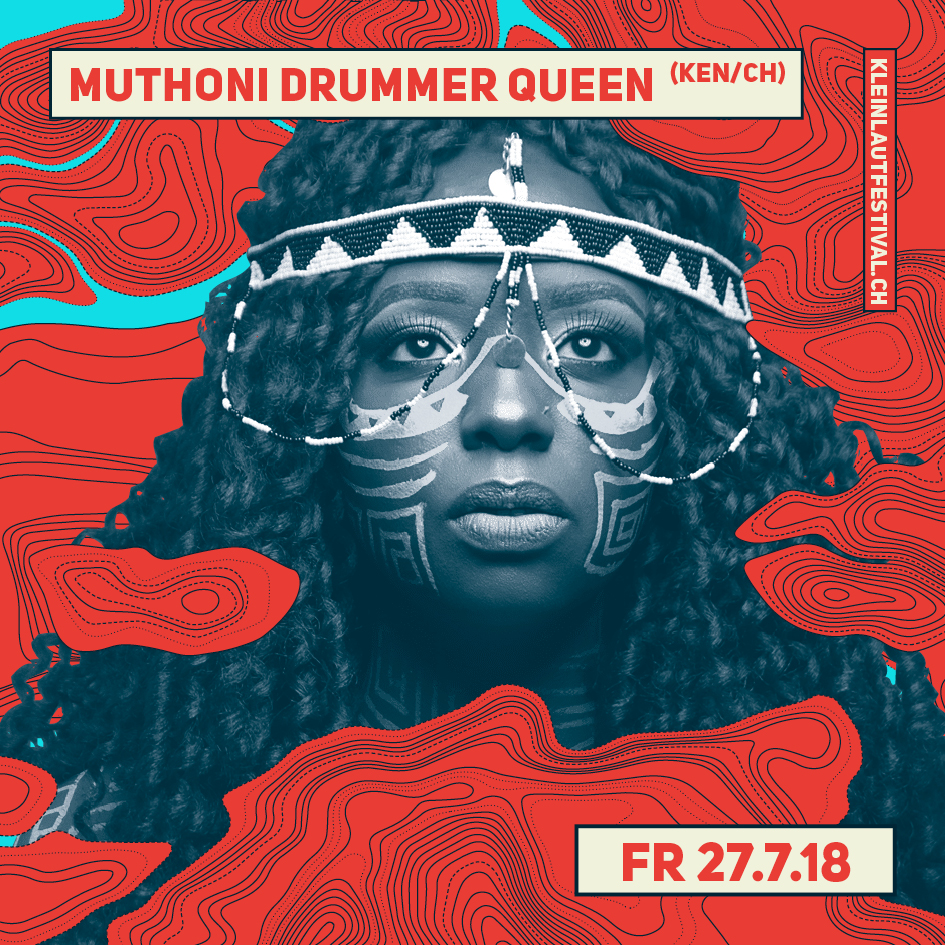 MUTHONI DRUMMER QUEEN (KEN/CH)
KLEINLAUTFESTIVAL.CH
FR 27.7.18